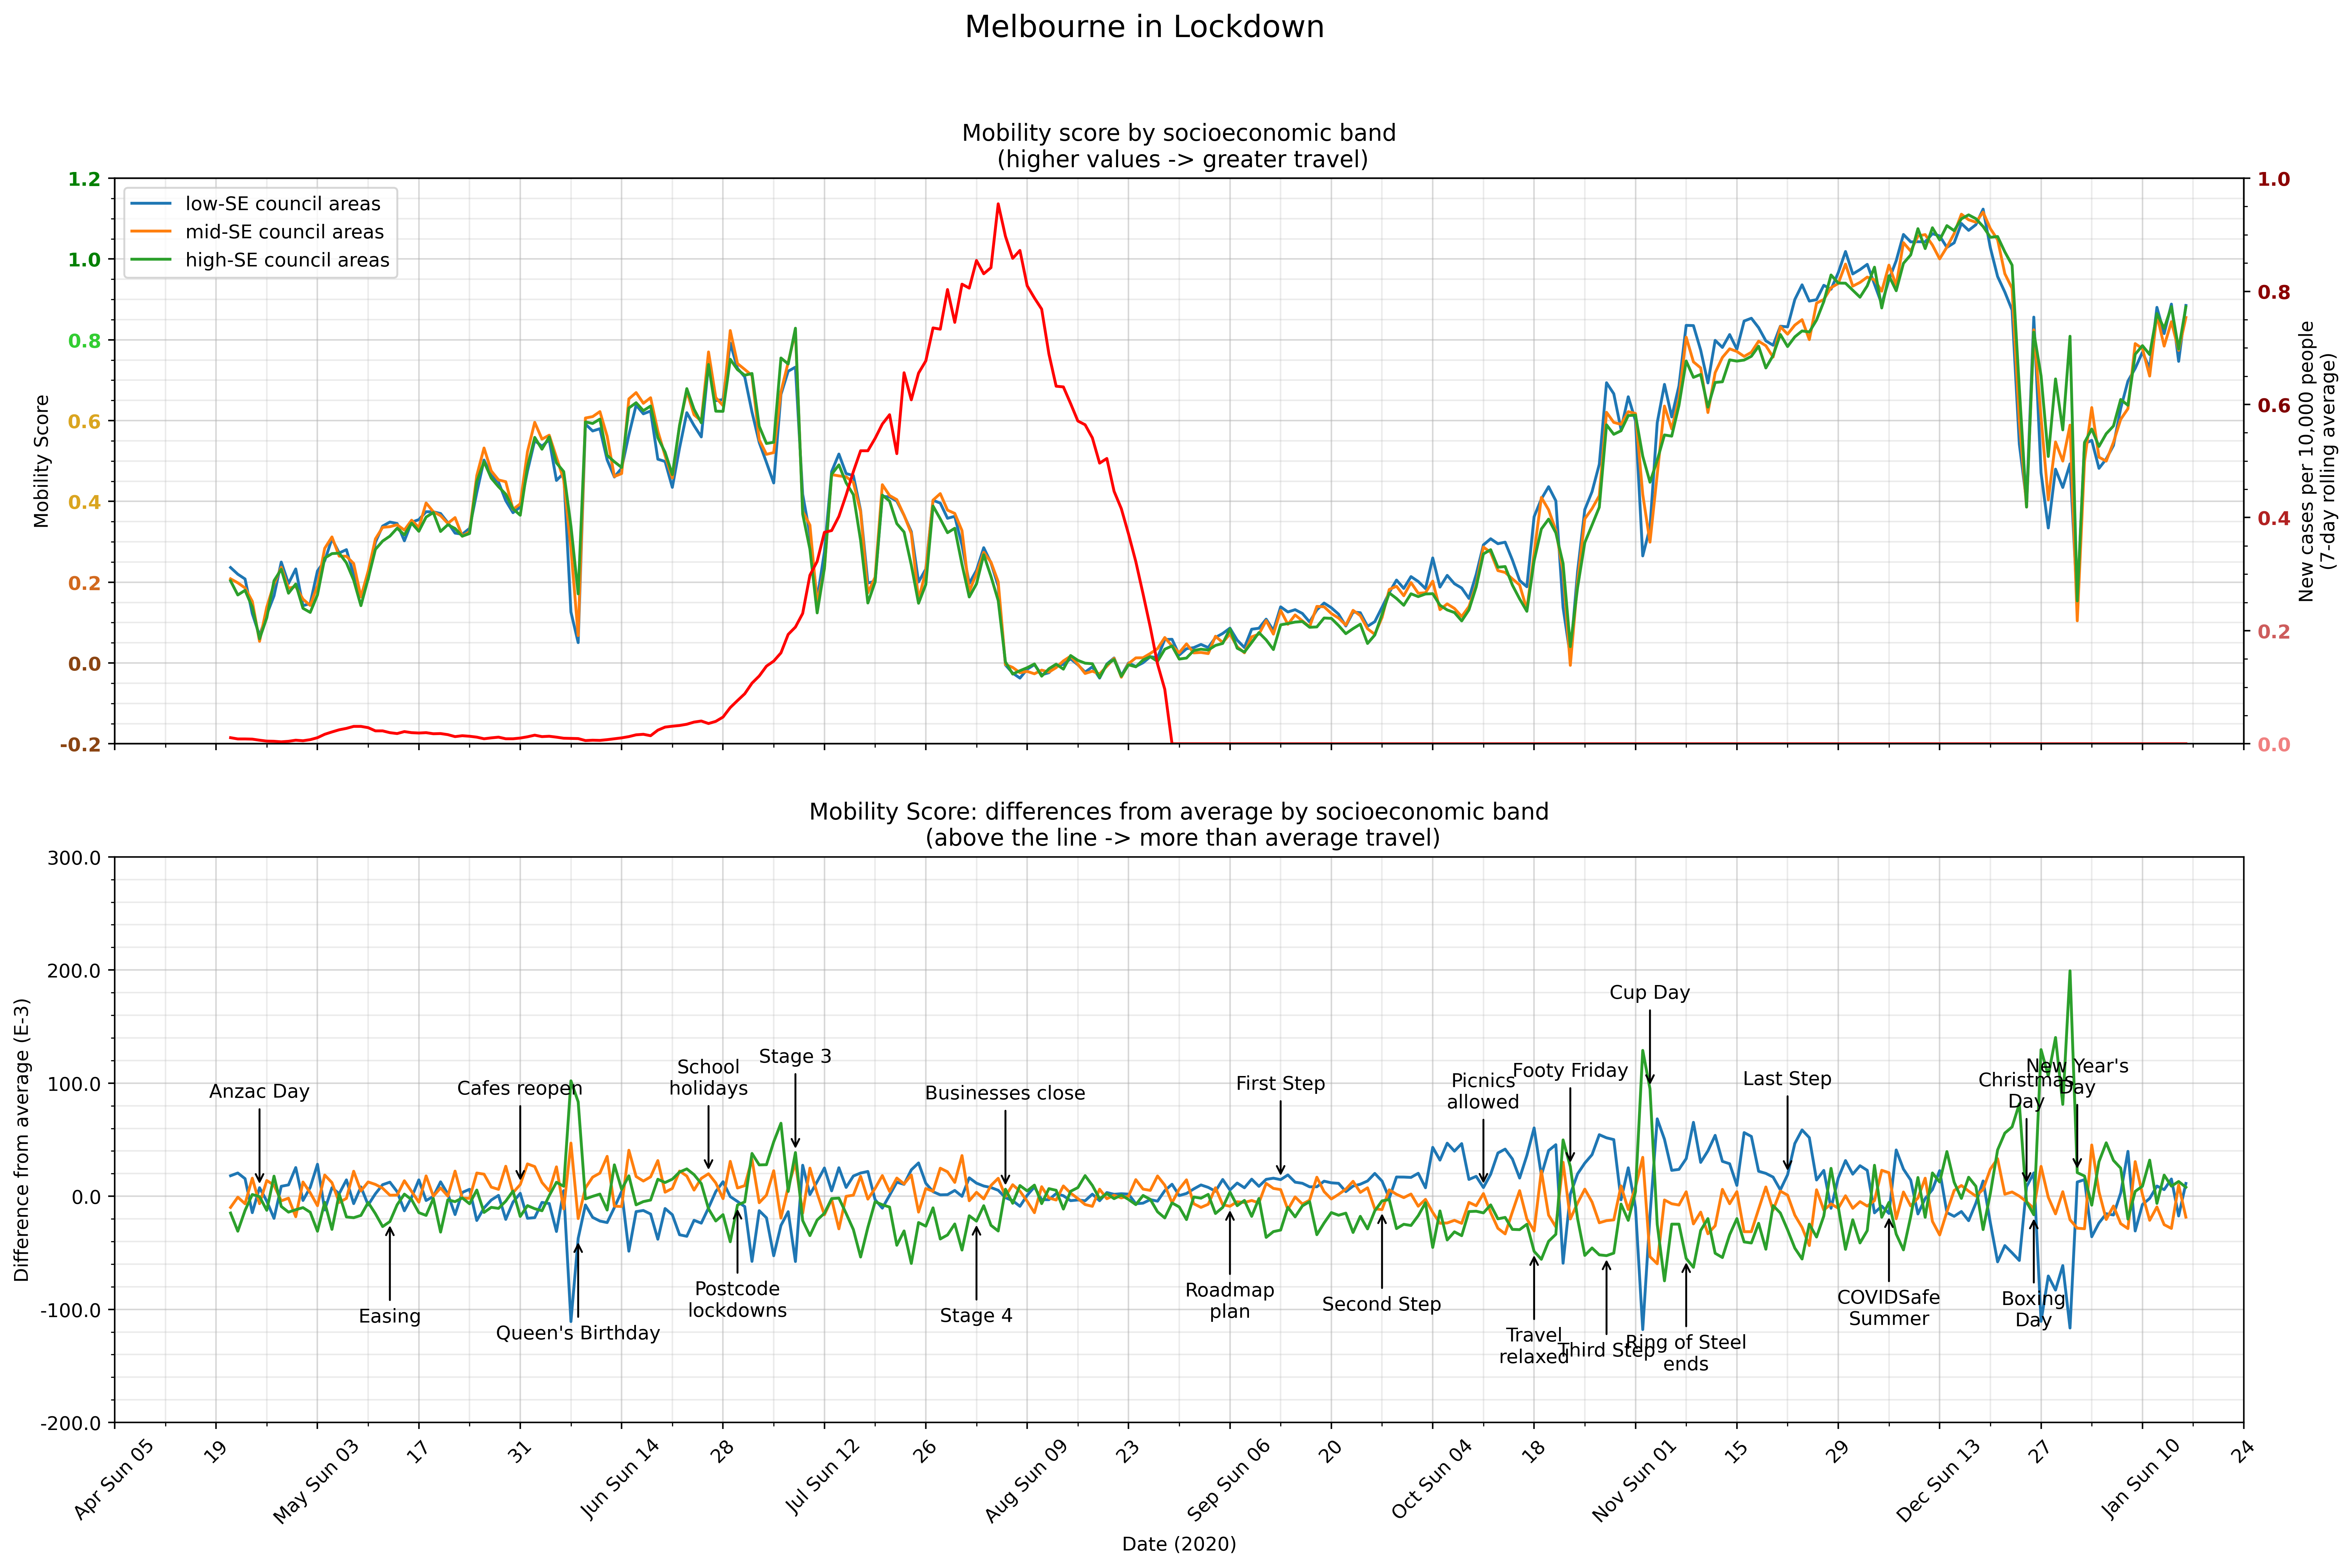 Melbourne in Lockdown
Mobility score by socioeconomic band
(higher values -> greater travel)
low-SE council areas
mid-SE council areas
high-SE council areas
Mobility Score
1.2
1.0
0.8
0.6
0.4
0.2
0.0
-0.2
1.0
0.8
0.6
0.4
0.2
0.0
New cases per 10,000 people
(7-day rolling average)
Mobility Score: differences from average by socioeconomic band
(above the line -> more than average travel)
Difference from average (E-3)
300.0
200.0
100.0
0.0
-100.0
-200.0
Anzac Day
Easing
Cafes reopen
Queen's Birthday
School
holidays
Postcode
lockdowns
Stage 3
Stage 4
Businesses close
Roadmap
plan
First Step
Second Step
Picnics
allowed
Travel
relaxed
Footy Friday
Third Step
Cup Day
Ring of Steel
ends
Last Step
COVIDSafe
Summer
Christmas
Day
Boxing
Day
New Year's
Day
Apr Sun 05
19
May Sun 03
17
31
Jun Sun 14
28
Jul Sun 12
26
Aug Sun 09
23
Sep Sun 06
20
Oct Sun 04
18
Nov Sun 01
15
29
Dec Sun 13
27
Jan Sun 10
24
Date (2020)